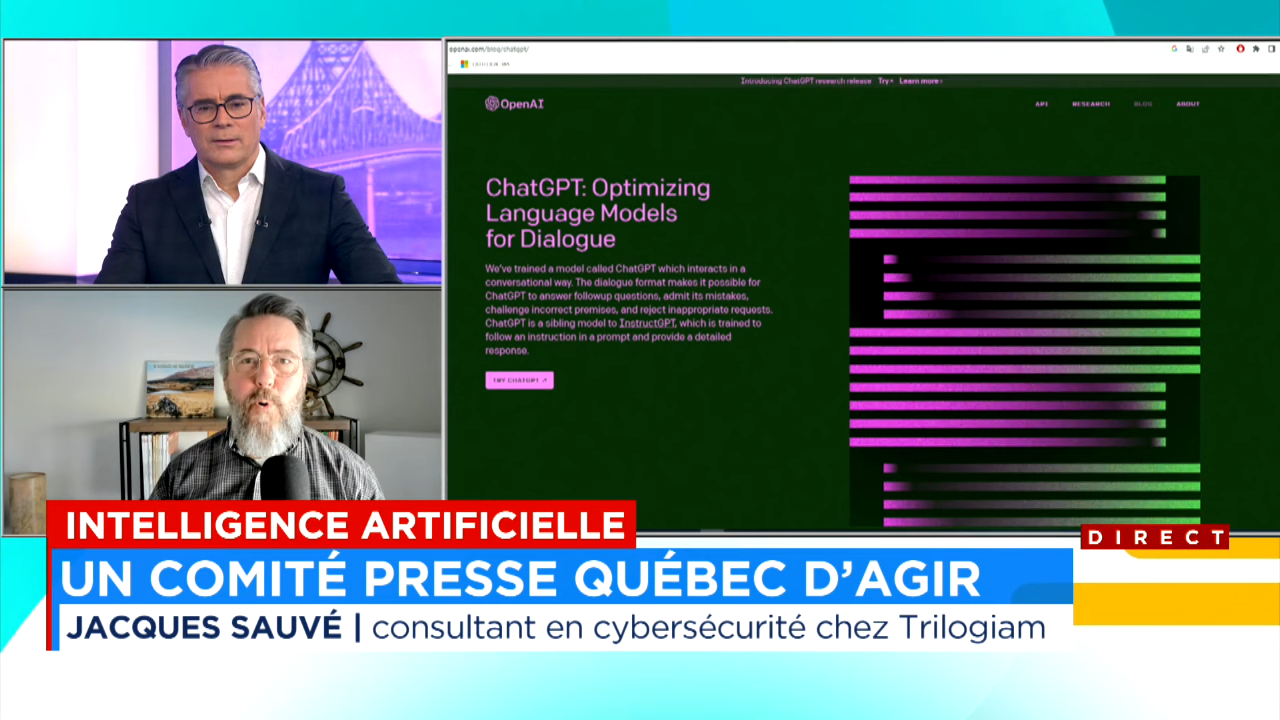 openai.com/blog/chatgpt/
Introducing ChatGPT research release Try Learn more
OpenAI
API RESEARCH BLOG ABOUT
ChatGPT: Optimizing
Language Models
for Dialogue
We've trained a model called ChatGPT which interacts in a
conversational way. The dialogue format makes it possible for
ChatGPT to answer followup questions, admit its mistakes,
challenge incorrect premises, and reject inappropriate requests.
ChatGPT is a sibling model to InstructGPT, which is trained to
follow an instruction in a prompt and provide a detailed
response.
TRY CHATGPT ↗
INTELLIGENCE ARTIFICIELLE
DIRECT
UN COMITÉ PRESSE QUÉBEC D'AGIR
JACQUES SAUVÉ | consultant en cybersécurité chez Trilogiam